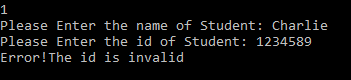 1
Please Enter the name of Student: Charlie
Please Enter the id of Student: 1234589
Error!The id is invalid